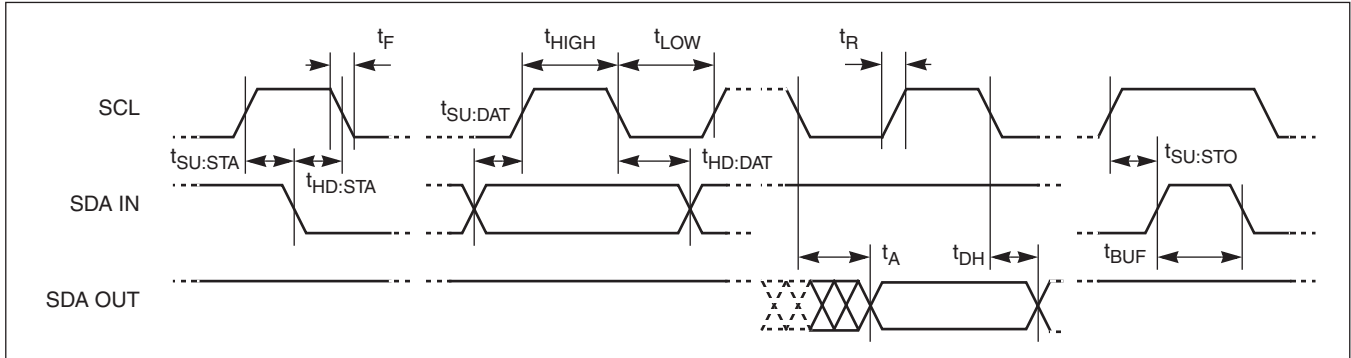 tF
tHIGH
tLOW
tR
SCL
tSU:DAT
tSU:STA
tHD:STA
tHD:DAT
tSU:STO
SDA IN
tA
tDH
tBUF
SDA OUT